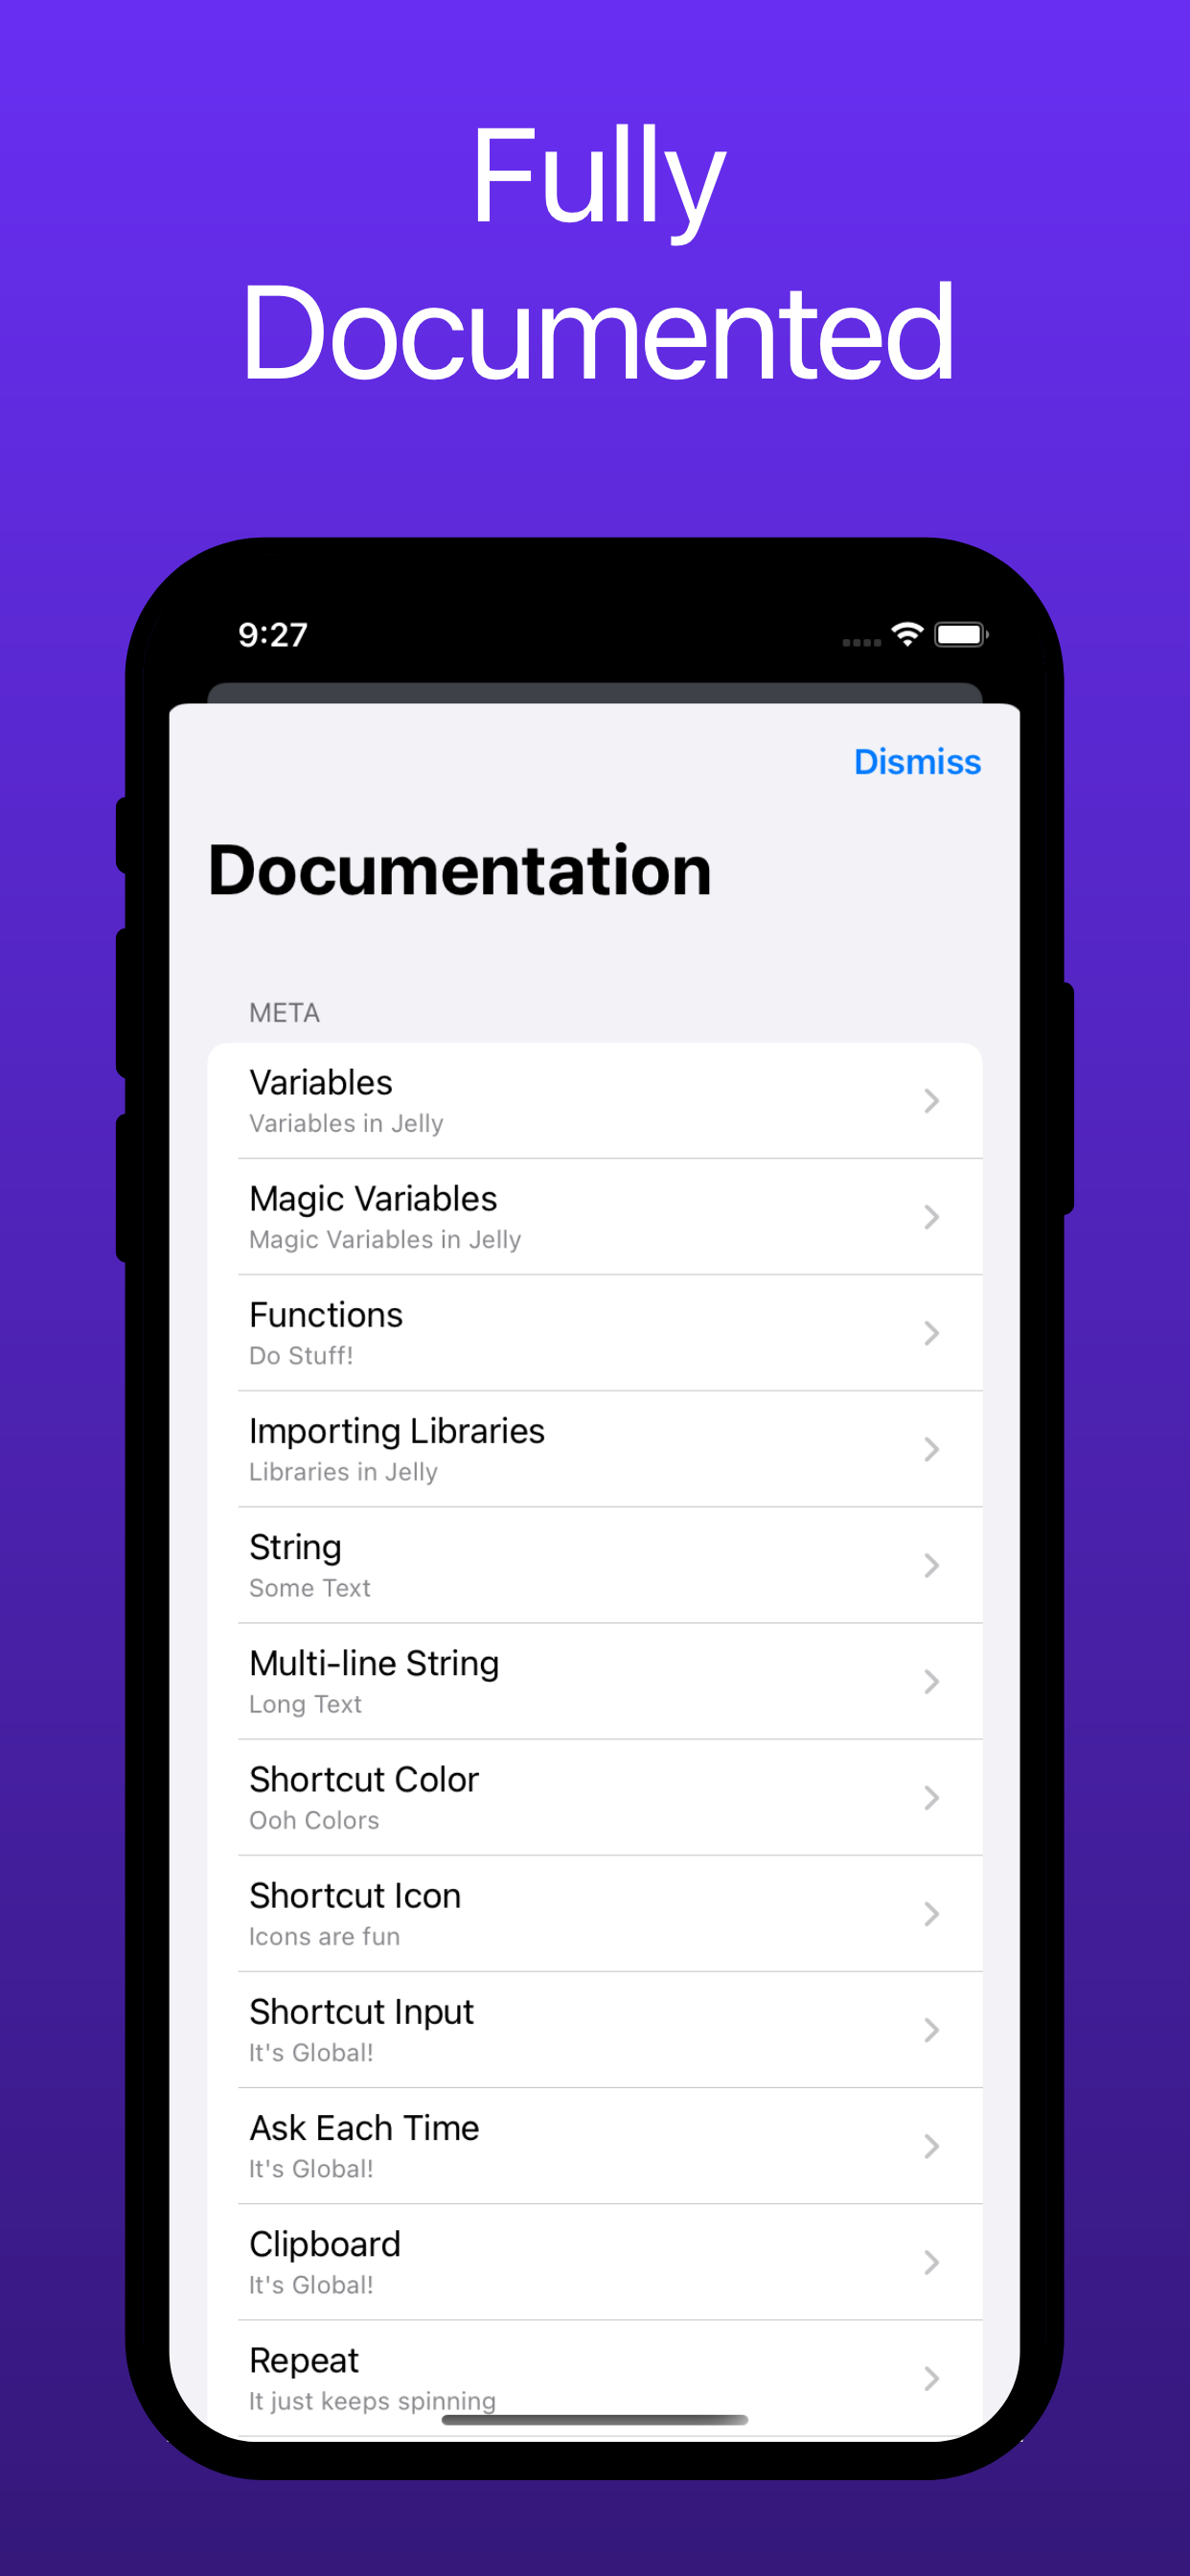 Fully
Documented
9:27
Dismiss
Documentation
META
Variables
Variables in Jelly
Magic Variables
Magic Variables in Jelly
Functions
Do Stuff!
Importing Libraries
Libraries in Jelly
String
Some Text
Multi-line String
Long Text
Shortcut Color
Ooh Colors
Shortcut Icon
Icons are fun
Shortcut Input
It's Global!
Ask Each Time
It's Global!
Clipboard
It's Global!
Repeat
It just keeps spinning